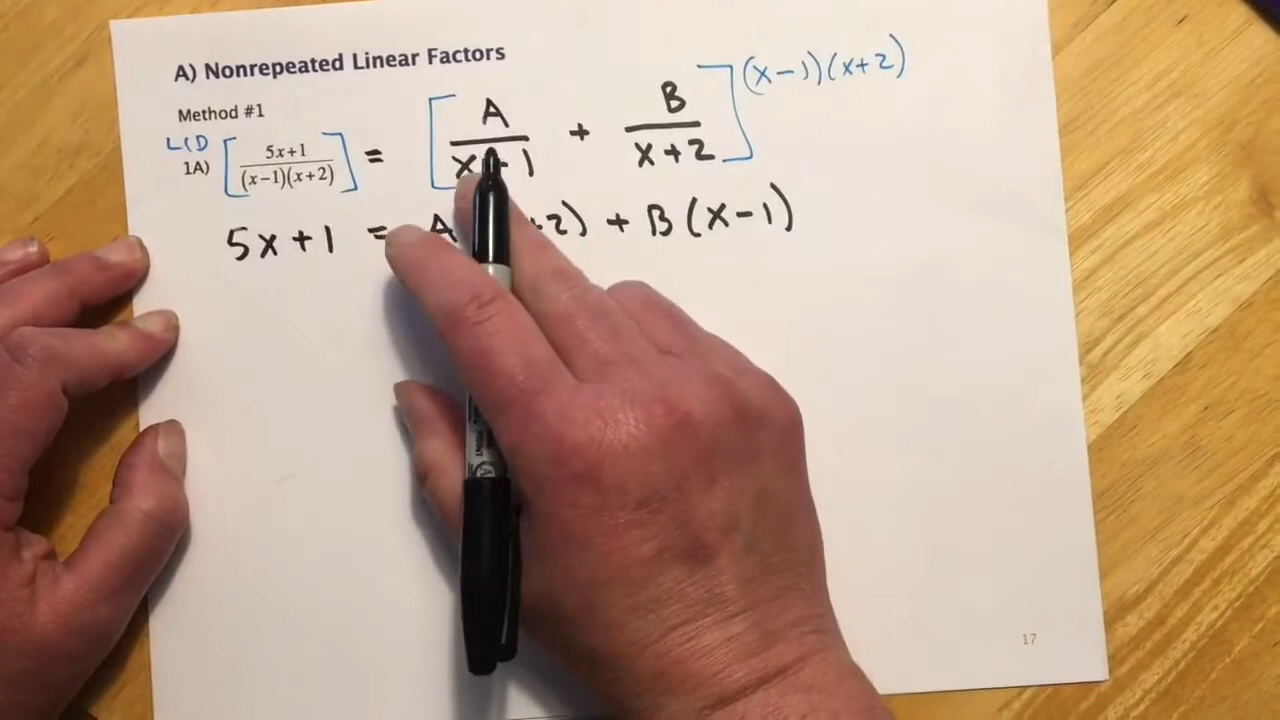 A) Nonrepeated Linear Factors
Method #1
LCD
1A) [ 5x+1 / (x−1)(x+2) ] = [ A / x-1 + B / x+2 ] (x-1)(x+2)
5x+1 = A +2) + B(x-1)
17